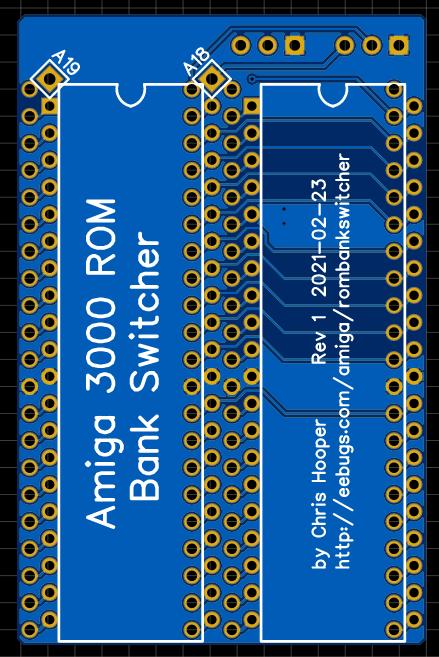 A19
A18
Amiga 3000 ROM
Bank Switcher
by Chris Hooper Rev 1 2021-02-23
http://eebugs.com/amiga/rombankswitcher